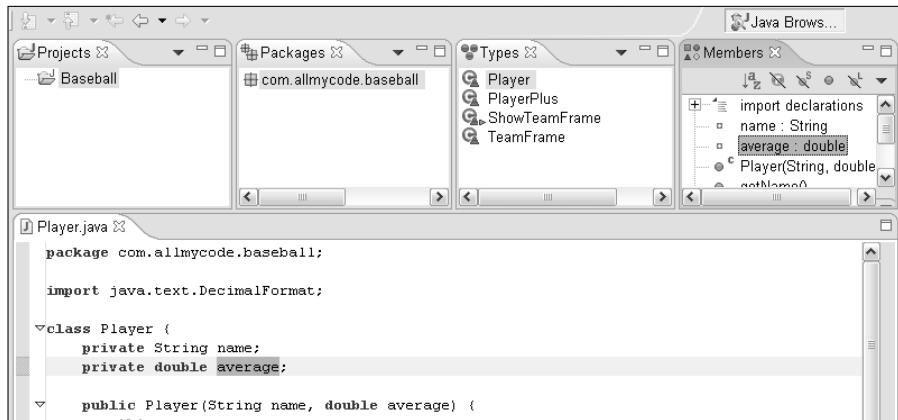 Java Brows...
Projects
Packages
Types
Members
Baseball
com.allmycode.baseball
Player
PlayerPlus
ShowTeamFrame
TeamFrame
import declarations
name : String
average : double
Player(String, double
getName()
Player.java
package com.allmycode.baseball;
import java.text.DecimalFormat;
class Player {
private String name;
private double average;
public Player(String name, double average) {